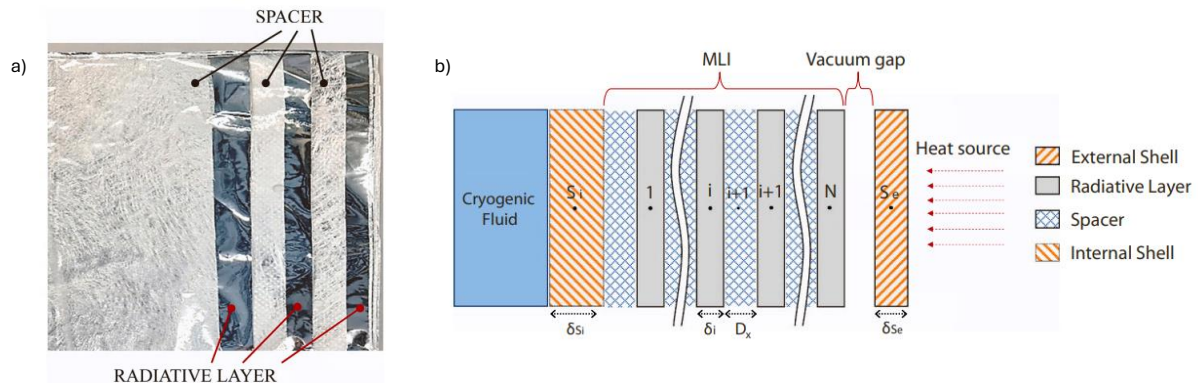 a)
SPACER
RADIATIVE LAYER
b)
MLI
Vacuum gap
Cryogenic
Fluid
Si
1
i
i+1
i+1
N
Se
Heat source
External Shell
Radiative Layer
Spacer
Internal Shell
δSi
δi
Dx
δSe